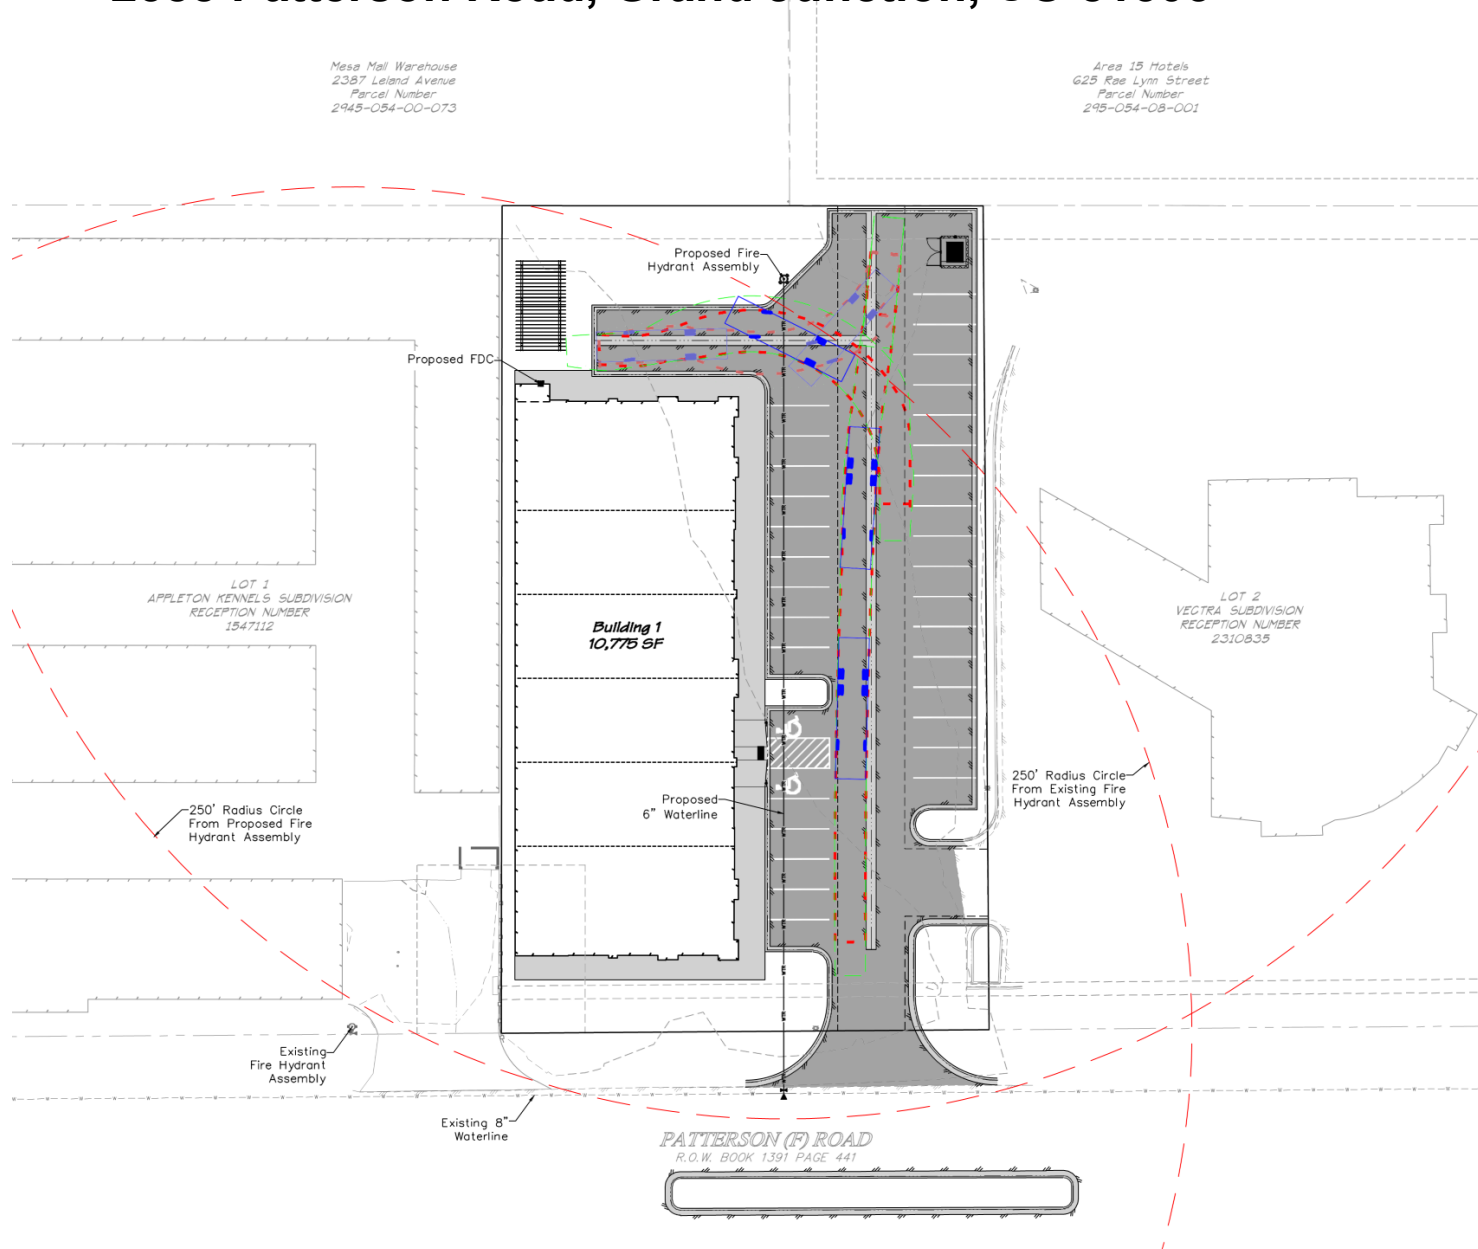 Mesa Mall Warehouse
2387 Leland Avenue
Parcel Number
2945-054-00-073
Area 15 Hotels
625 Rae Lynn Street
Parcel Number
295-054-08-001
Proposed Fire
Hydrant Assembly
Proposed FDC
LOT 1
APPLETON KENNELS SUBDIVISION
RECEPTION NUMBER
1547112
Building 1
10,775 SF
LOT 2
VECTRA SUBDIVISION
RECEPTION NUMBER
2310835
250' Radius Circle
From Existing Fire
Hydrant Assembly
Proposed
6" Waterline
250' Radius Circle
From Proposed Fire
Hydrant Assembly
Existing
Fire Hydrant
Assembly
Existing 8"
Waterline
PATTERSON (F) ROAD
R.O.W. BOOK 1391 PAGE 441